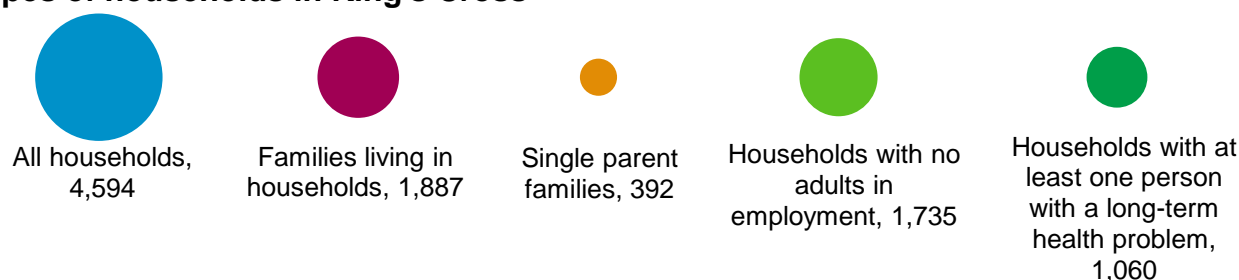 All households,
4,594
Families living in
households, 1,887
Single parent
families, 392
Households with no
adults in
employment, 1,735
Households with at
least one person
with a long-term
health problem,
1,060